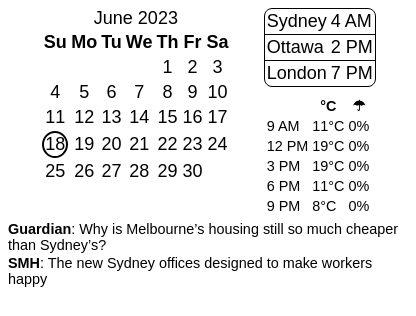 June 2023
Su Mo Tu We Th Fr Sa
1 2 3
4 5 6 7 8 9 10
11 12 13 14 15 16 17
18 19 20 21 22 23 24
25 26 27 28 29 30
Sydney 4 AM
Ottawa 2 PM
London 7 PM
°C ☂
9 AM 11°C 0%
12 PM 19°C 0%
3 PM 19°C 0%
6 PM 11°C 0%
9 PM 8°C 0%
Guardian: Why is Melbourne’s housing still so much cheaper
than Sydney’s?
SMH: The new Sydney offices designed to make workers
happy